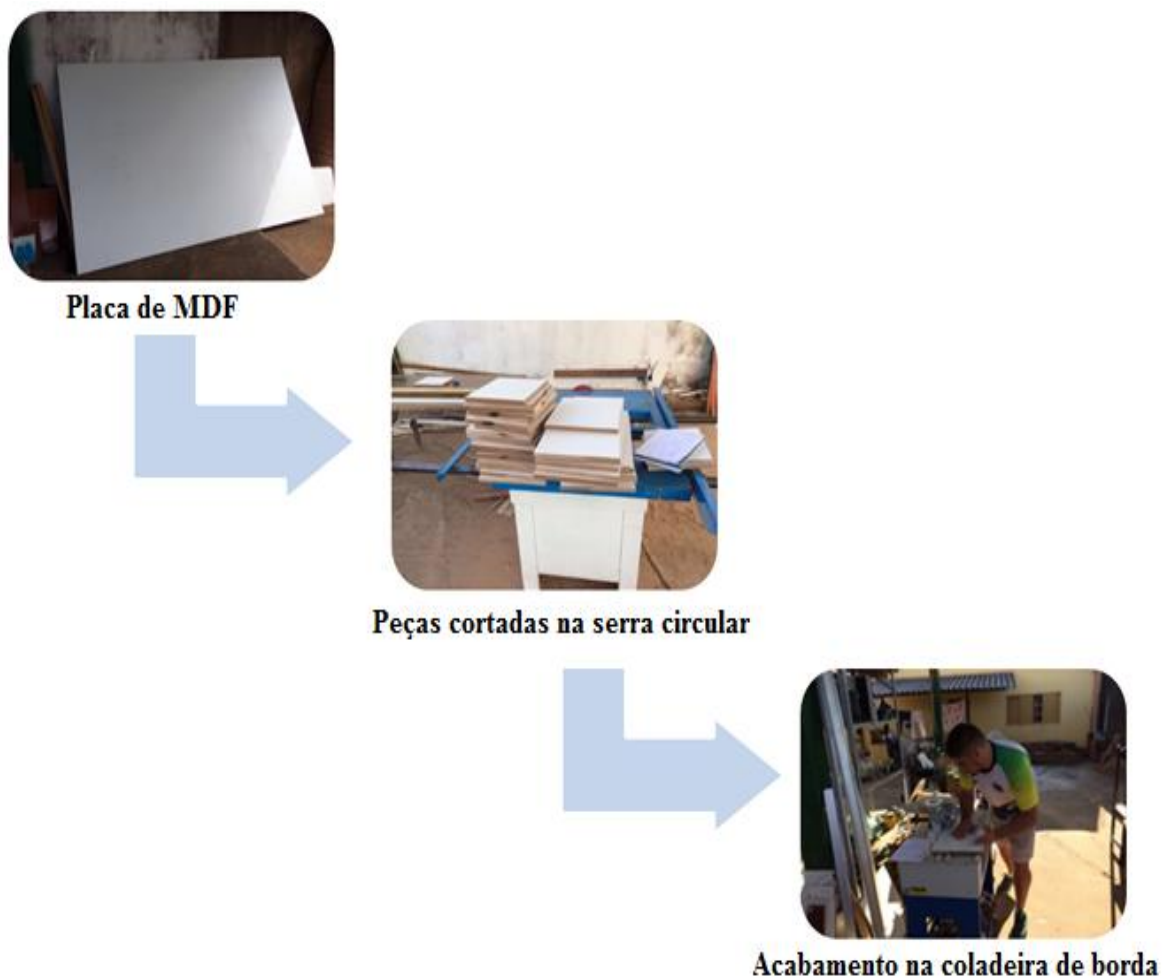 Placa de MDF
Peças cortadas na serra circular
Acabamento na coladeira de borda